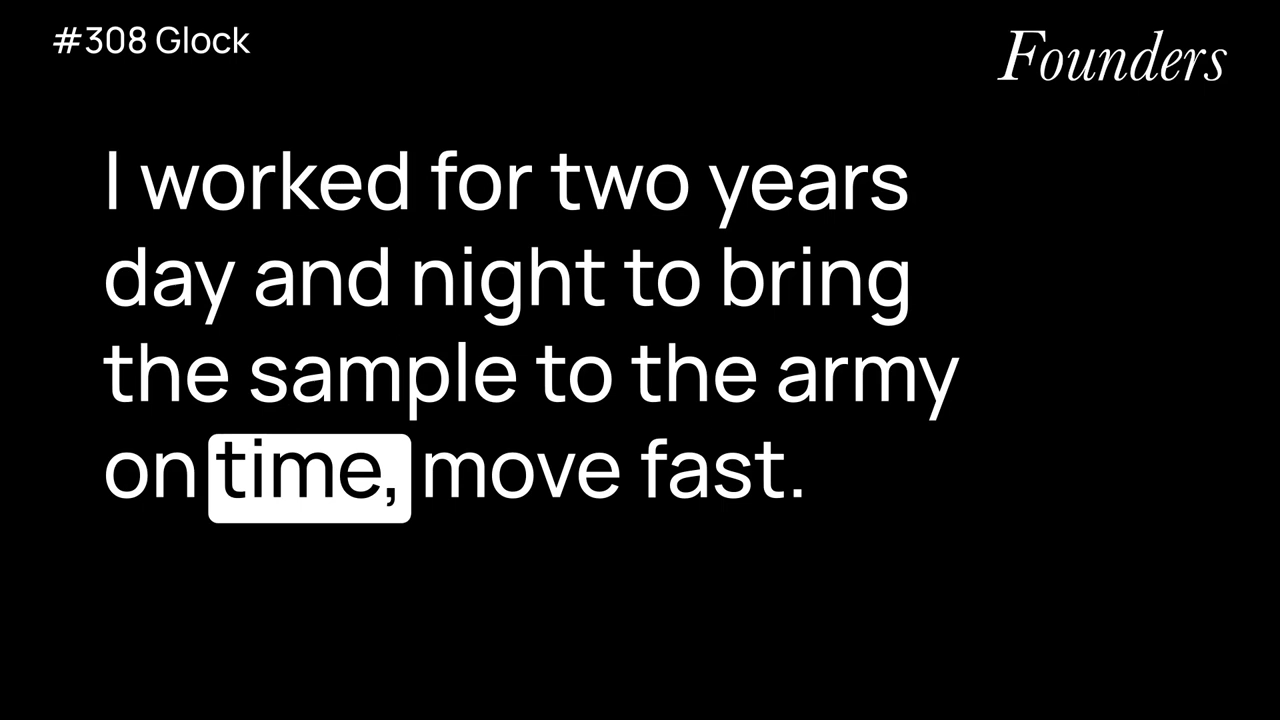 #308 Glock
Founders
I worked for two years
day and night to bring
the sample to the army
on time, move fast.